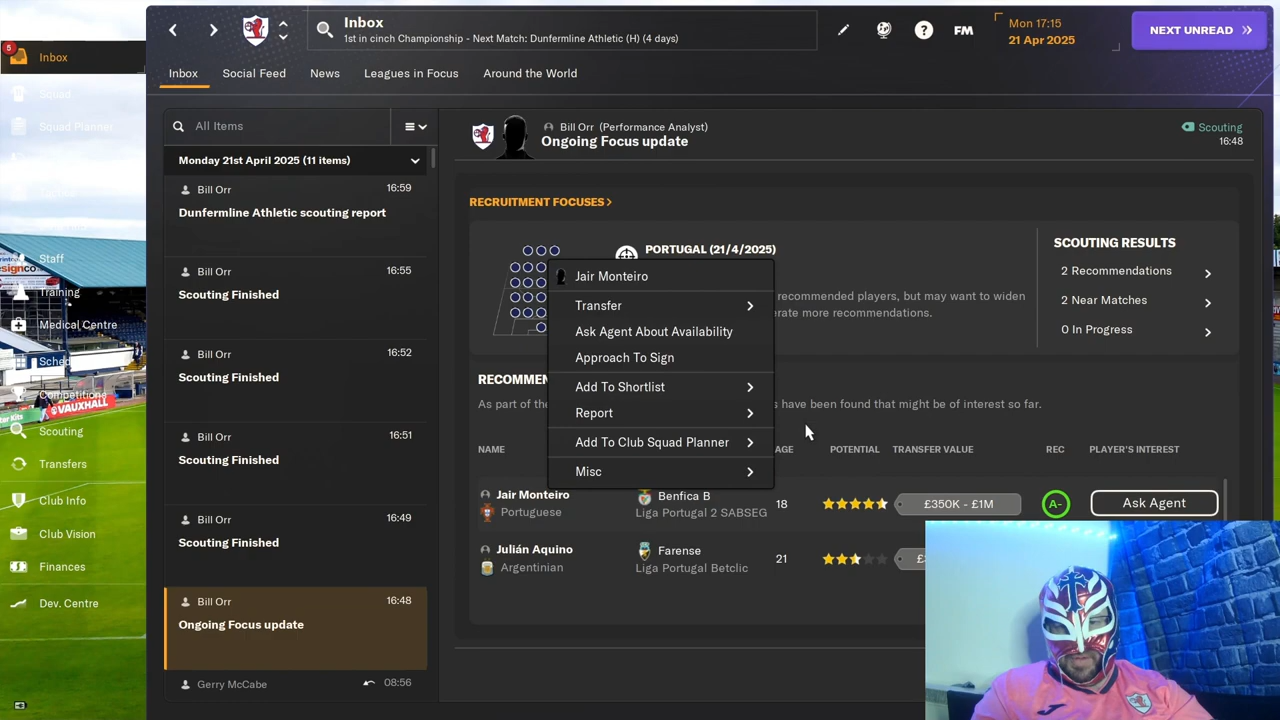 Inbox
1st in cinch Championship - Next Match: Dunfermline Athletic (H) (4 days)
?
FM
Mon 17:15
21 Apr 2025
NEXT UNREAD
5
Inbox
Squad
Squad Planner
Staff
Training
Medical Centre
Sched
Competitions
Scouting
Transfers
Club Info
Club Vision
Finances
Dev. Centre
VAUXHALL
Inbox
Social Feed
News
Leagues in Focus
Around the World
All Items
Monday 21st April 2025 (11 items)
Bill Orr
16:59
Dunfermline Athletic scouting report
Bill Orr
16:55
Scouting Finished
Bill Orr
16:52
Scouting Finished
Bill Orr
16:51
Scouting Finished
Bill Orr
16:49
Scouting Finished
Bill Orr
16:48
Ongoing Focus update
Gerry McCabe
08:56
Bill Orr (Performance Analyst)
Ongoing Focus update
Scouting
16:48
RECRUITMENT FOCUSES
PORTUGAL (21/4/2025)
recommended players, but may want to widen
erate more recommendations.
SCOUTING RESULTS
2 Recommendations
2 Near Matches
0 In Progress
Jair Monteiro
Transfer
Ask Agent About Availability
Approach To Sign
Add To Shortlist
Report
Add To Club Squad Planner
Misc
RECOMMEN
As part of the
s have been found that might be of interest so far.
NAME
AGE
POTENTIAL
TRANSFER VALUE
REC
PLAYER'S INTEREST
Jair Monteiro
Portuguese
Benfica B
Liga Portugal 2 SABSEG
18
£350K - £1M
A-
Ask Agent
Julián Aquino
Argentinian
Farense
Liga Portugal Betclic
21